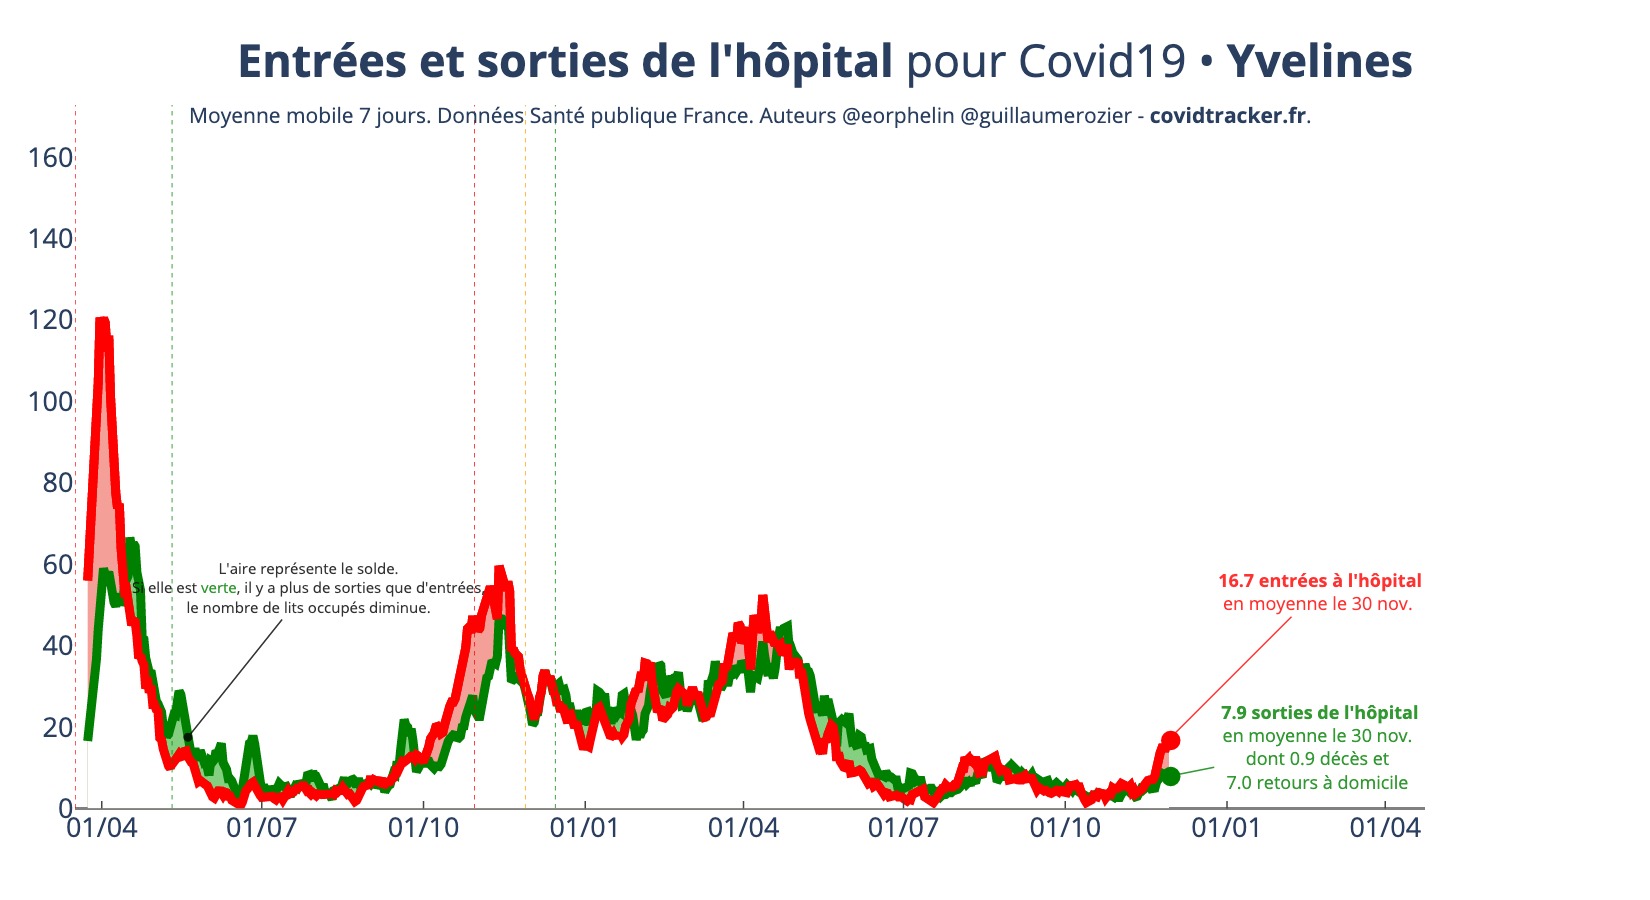 Entrées et sorties de l'hôpital pour Covid19 • Yvelines
Moyenne mobile 7 jours. Données Santé publique France. Auteurs @eorphelin @guillaumerozier - covidtracker.fr.
160
140
120
100
80
60
40
20
0
L'aire représente le solde.
Si elle est verte, il y a plus de sorties que d'entrées,
le nombre de lits occupés diminue.
16.7 entrées à l'hôpital
en moyenne le 30 nov.
7.9 sorties de l'hôpital
en moyenne le 30 nov.
dont 0.9 décès et
7.0 retours à domicile
01/04 01/07 01/10 01/01 01/04 01/07 01/10 01/01 01/04